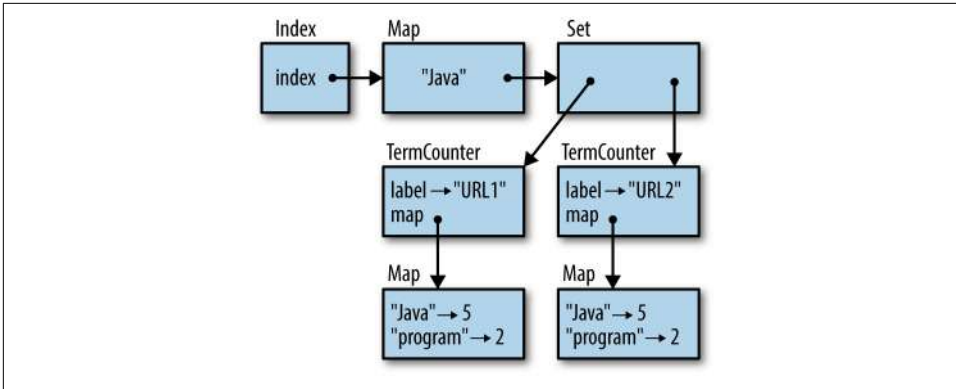 Index
Map
Set
index
"Java"
TermCounter
TermCounter
label → "URL1"
map
label → "URL2"
map
Map
Map
"Java" → 5
"program" → 2
"Java" → 5
"program" → 2